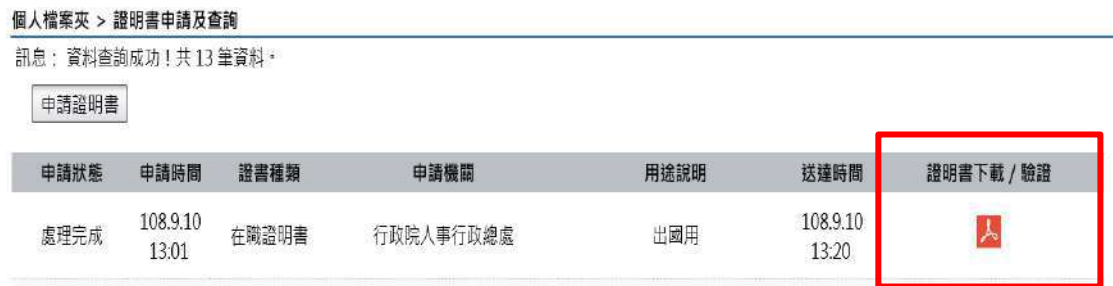 個人檔案夾 > 證明書申請及查詢
訊息： 資料查詢成功！共 13 筆資料。
申請證明書
申請狀態 申請時間 證書種類 申請機關 用途說明 送達時間 證明書下載 / 驗證
處理完成 108.9.10 13:01 在職證明書 行政院人事行政總處 出國用 108.9.10 13:20